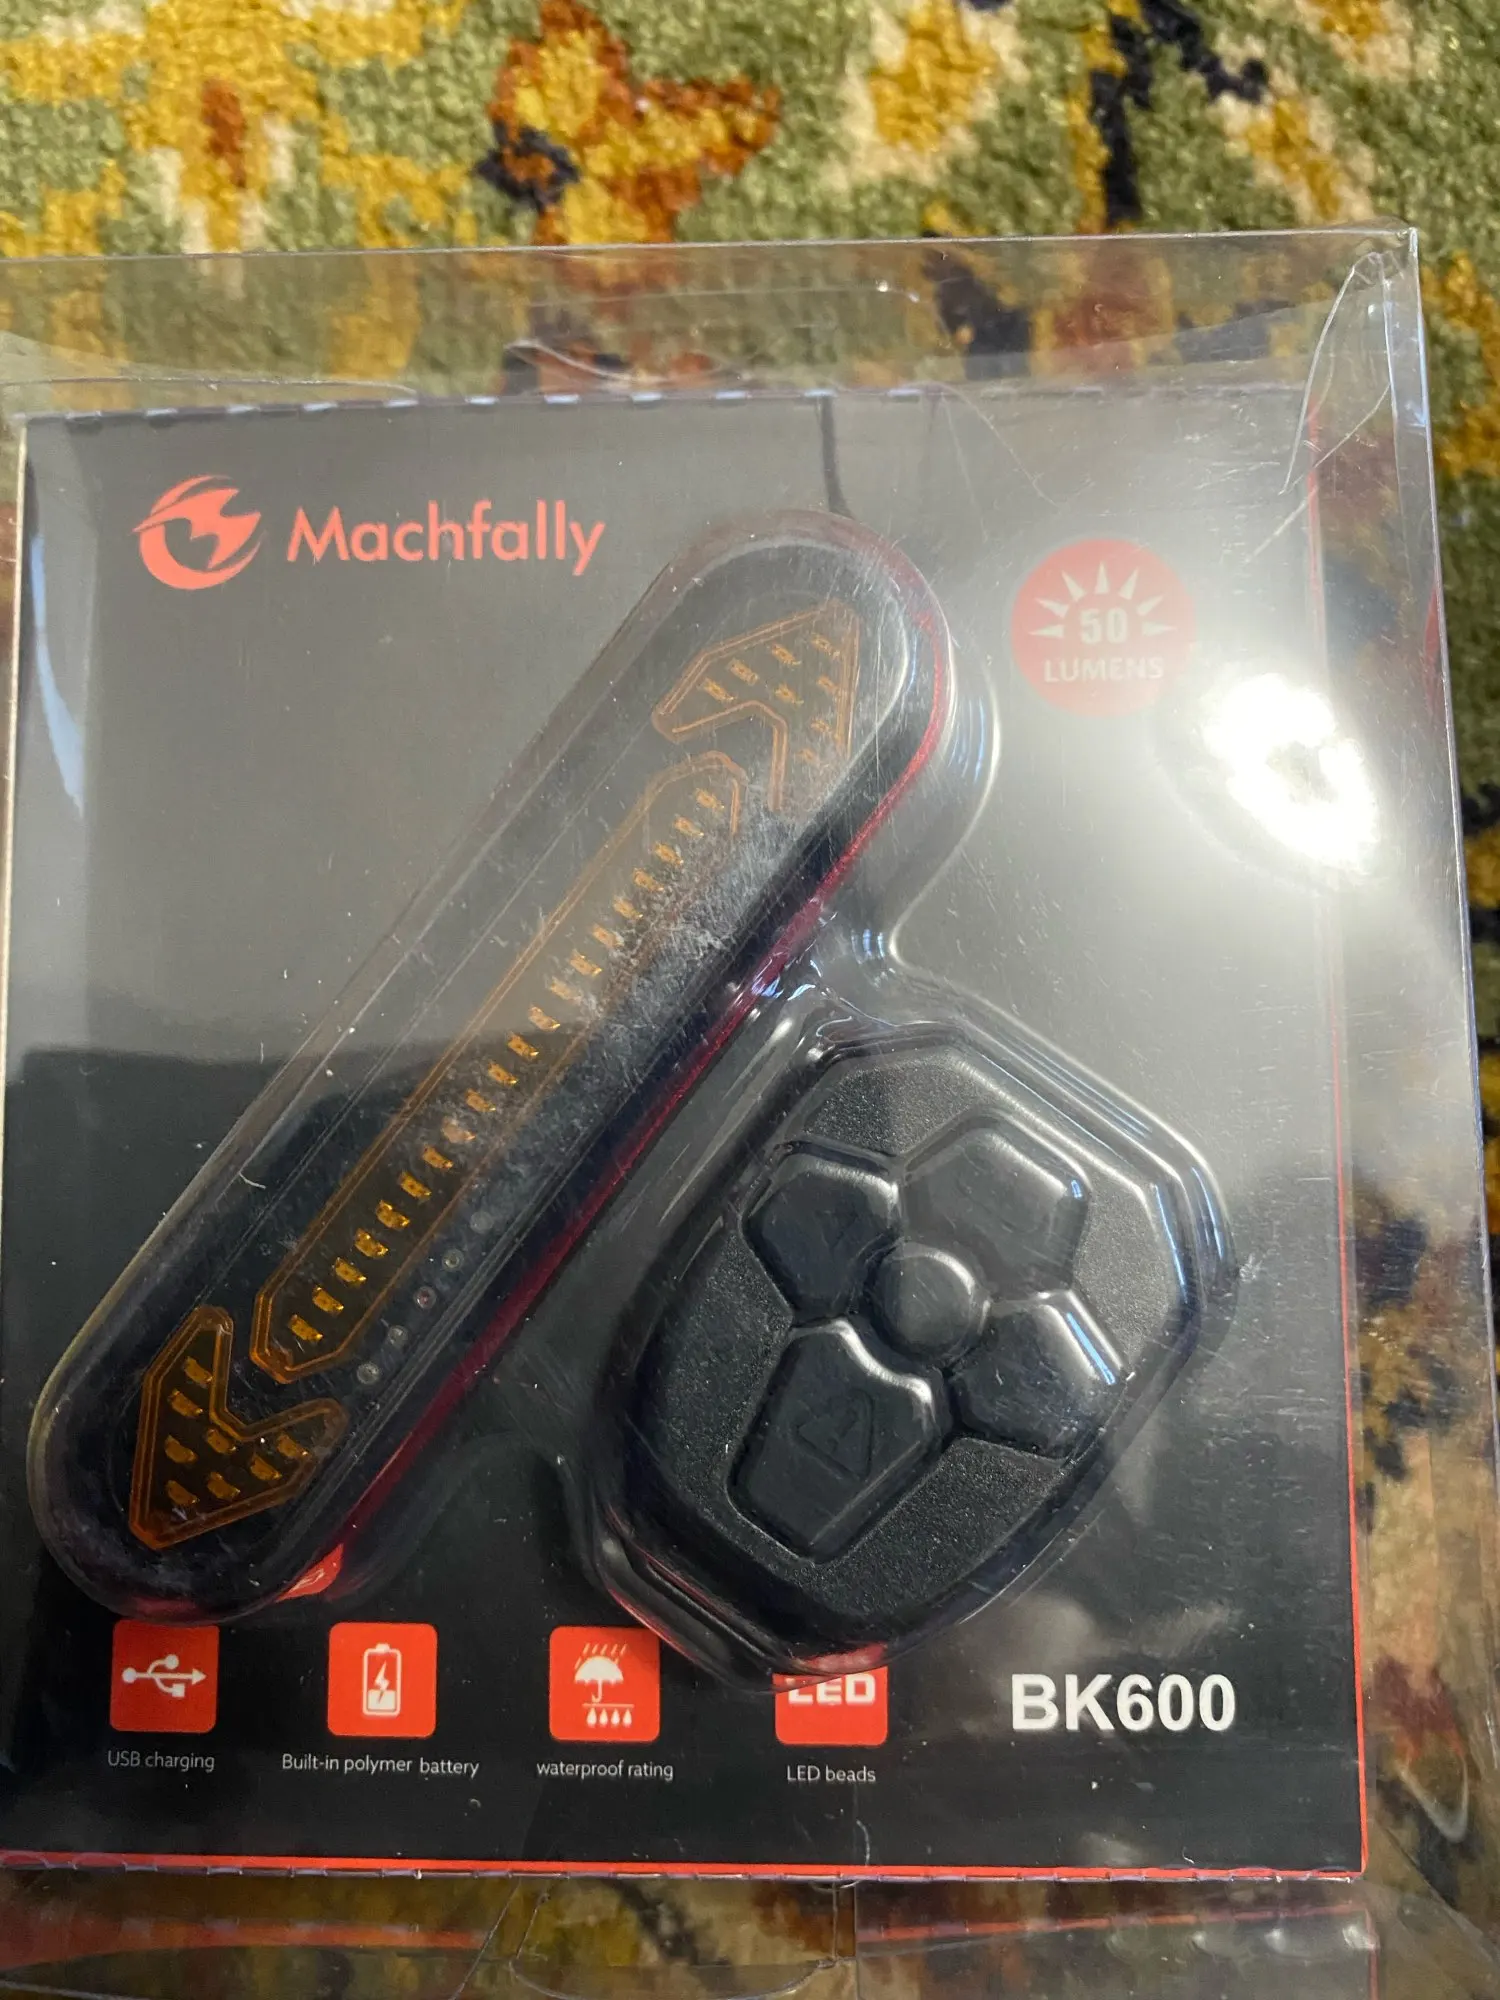 Machfally
50
LUMENS
LED
BK600
USB charging
Built-in polymer battery
waterproof rating
LED beads